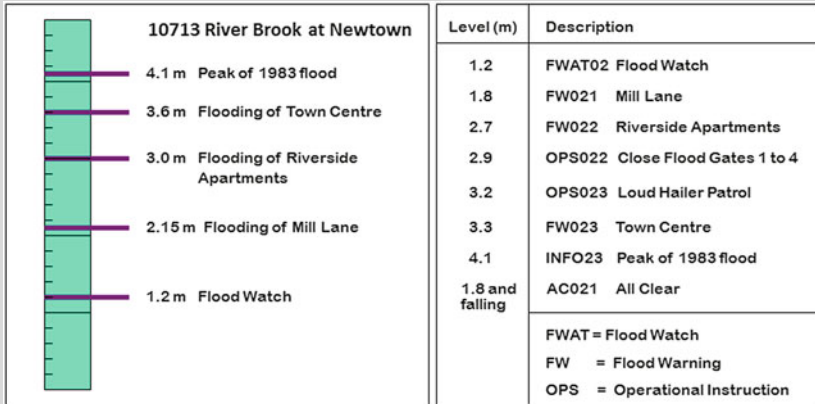 10713 River Brook at Newtown
4.1 m Peak of 1983 flood
3.6 m Flooding of Town Centre
3.0 m Flooding of Riverside
Apartments
2.15 m Flooding of Mill Lane
1.2 m Flood Watch
Level (m) Description
1.2 FWAT02 Flood Watch
1.8 FW021 Mill Lane
2.7 FW022 Riverside Apartments
2.9 OPS022 Close Flood Gates 1 to 4
3.2 OPS023 Loud Hailer Patrol
3.3 FW023 Town Centre
4.1 INFO23 Peak of 1983 flood
1.8 and AC021 All Clear
falling
FWAT = Flood Watch
FW = Flood Warning
OPS = Operational Instruction